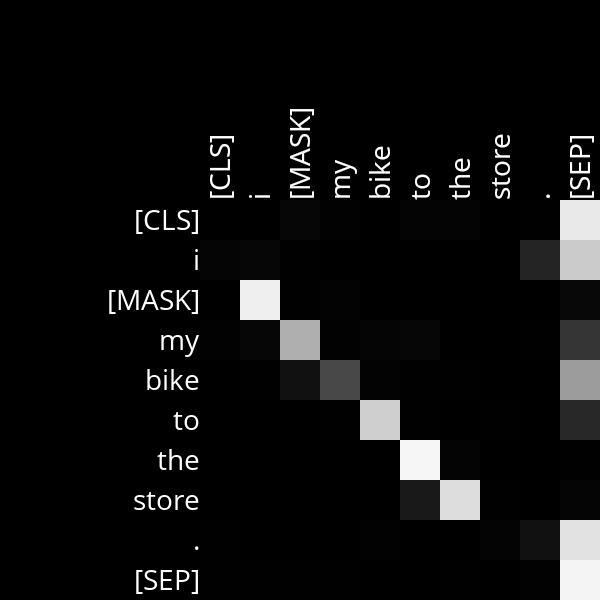 [CLS] i [MASK] my bike to the store . [SEP]
[CLS]
i
[MASK]
my
bike
to
the
store
.
[SEP]